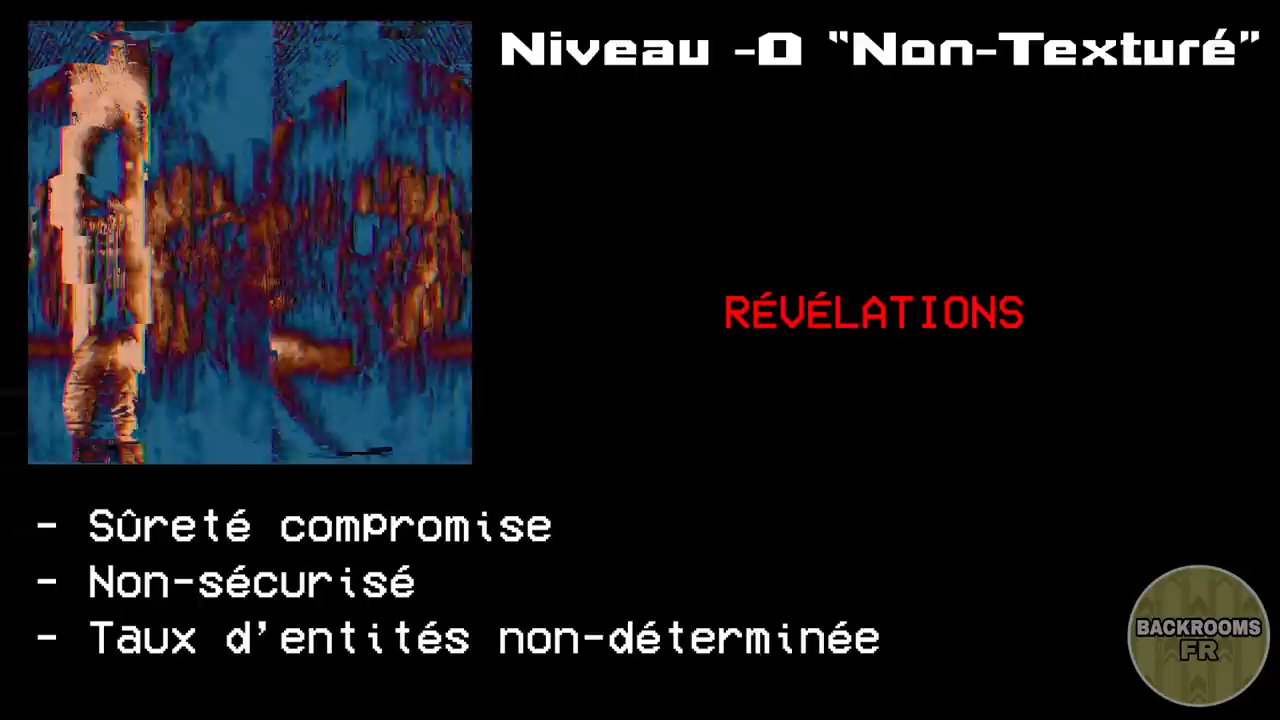 Niveau -0 "Non-Texturé"
RÉVÉLATIONS
- Sûreté compromise
- Non-sécurisé
- Taux d'entités non-déterminée
BACKROOMS
FR